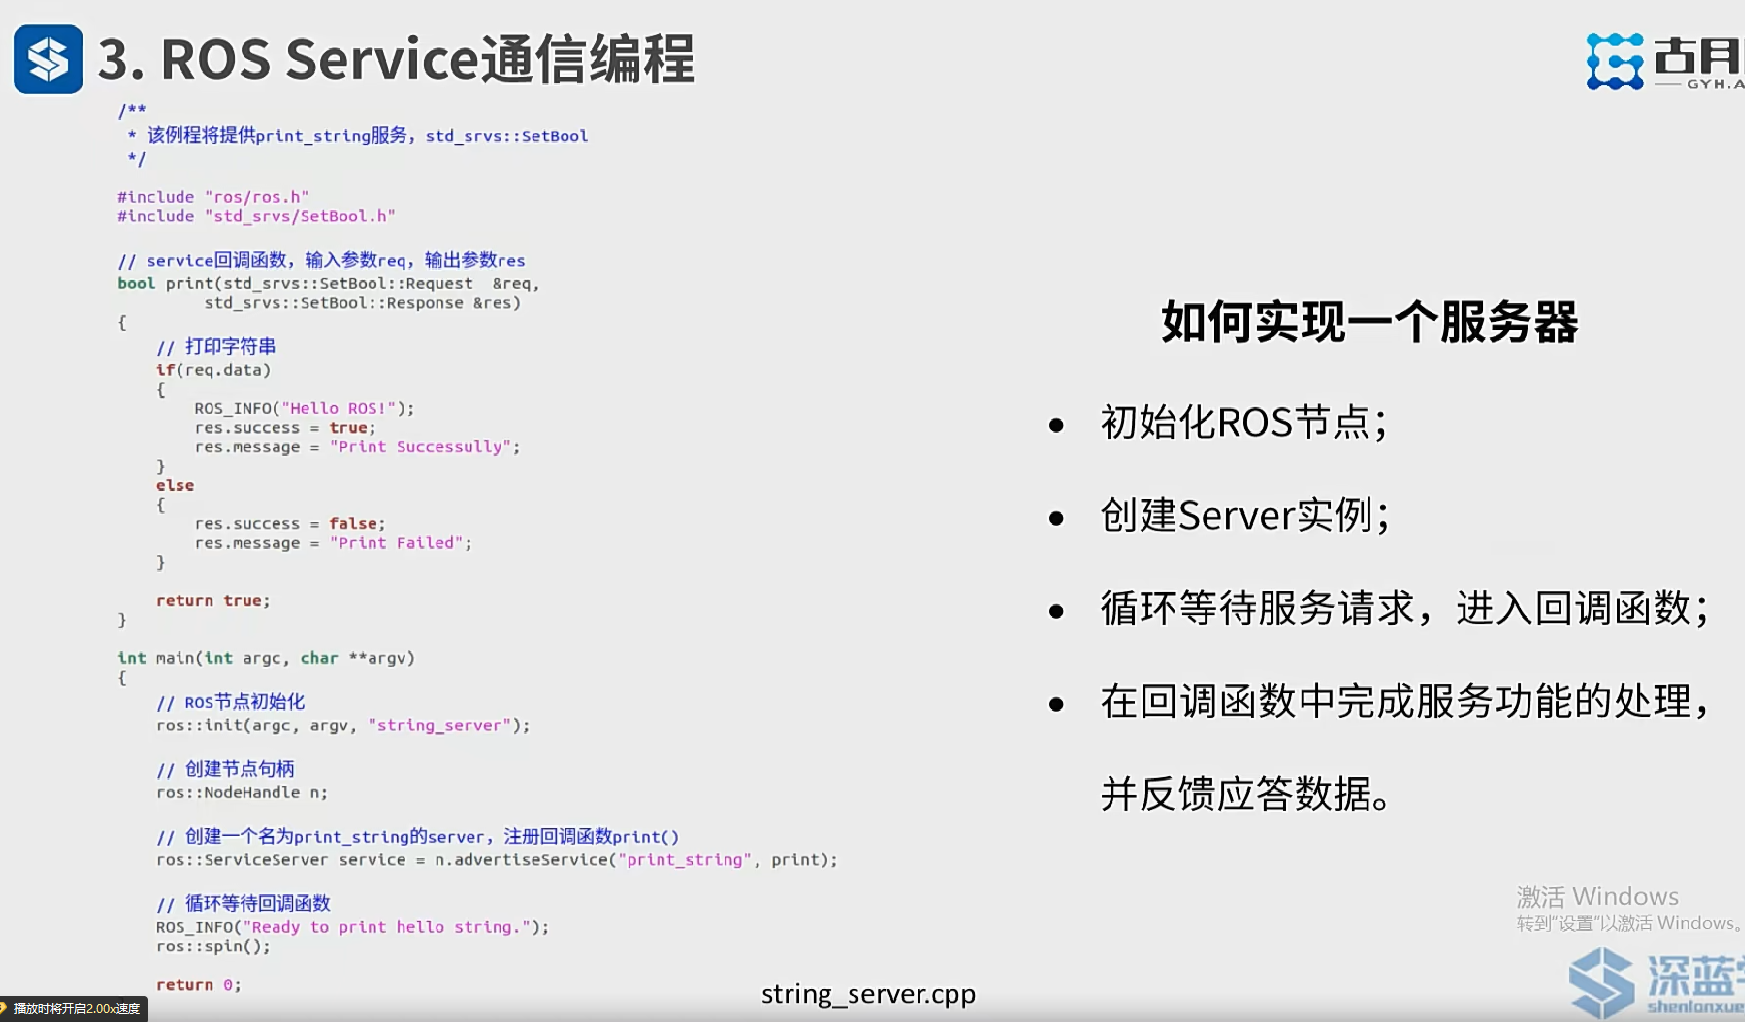 3. ROS Service通信编程
古月
GYH.A
/**
* 该例程将提供print_string服务，std_srvs::SetBool
*/
#include "ros/ros.h"
#include "std_srvs/SetBool.h"
// service回调函数，输入参数req，输出参数res
bool print(std_srvs::SetBool::Request  &req,
std_srvs::SetBool::Response &res)
{
// 打印字符串
if(req.data)
{
ROS_INFO("Hello ROS!");
res.success = true;
res.message = "Print Successully";
}
else
{
res.success = false;
res.message = "Print Failed";
}
return true;
}
int main(int argc, char **argv)
{
// ROS节点初始化
ros::init(argc, argv, "string_server");
// 创建节点句柄
ros::NodeHandle n;
// 创建一个名为print_string的server，注册回调函数print()
ros::ServiceServer service = n.advertiseService("print_string", print);
// 循环等待回调函数
ROS_INFO("Ready to print hello string.");
ros::spin();
return 0;
string_server.cpp
如何实现一个服务器
● 初始化ROS节点；
● 创建Server实例；
● 循环等待服务请求，进入回调函数；
● 在回调函数中完成服务功能的处理，
并反馈应答数据。
激活 Windows
转到"设置"以激活 Windows。
深蓝学
shenlanxue
播放时将开启2.00x速度